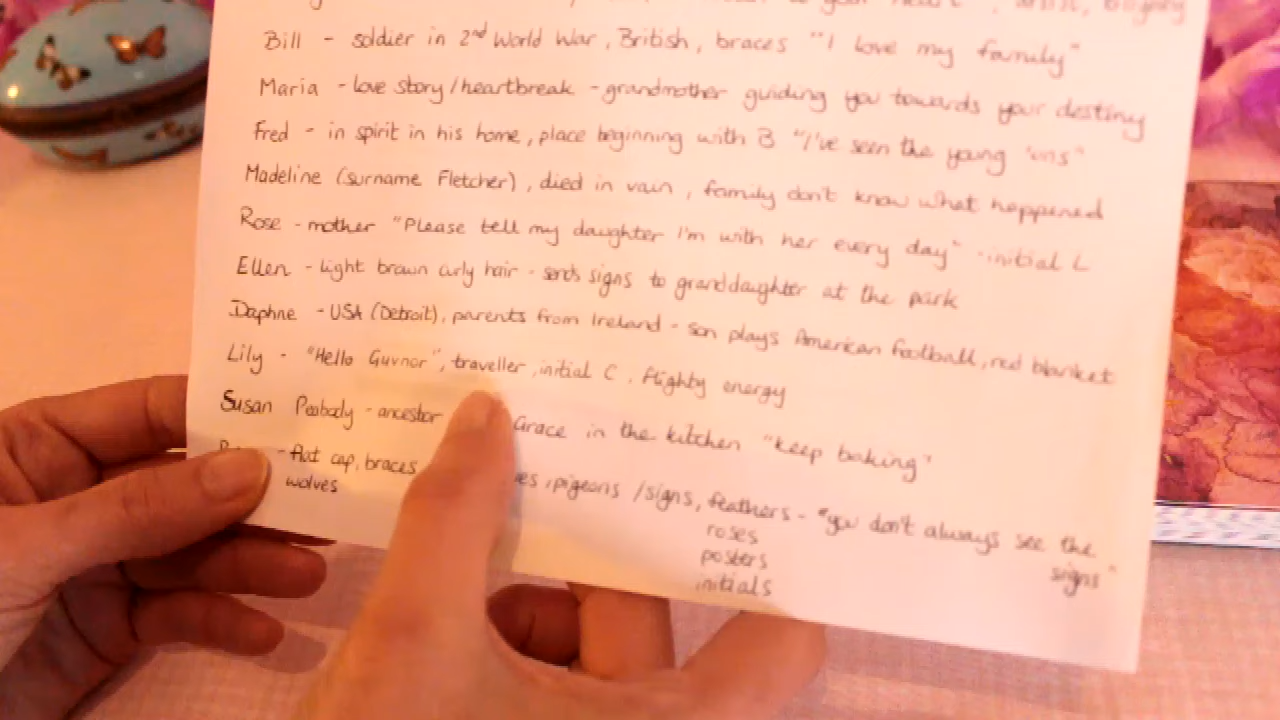 Bill - soldier in 2nd World War, British, braces "I love my family"
Maria - love story/heartbreak - grandmother guiding you towards your destiny
Fred - in spirit in his home, place beginning with B "I've seen the young 'uns"
Madeline (surname Fletcher), died in vain, family don't know what happened
Rose - mother "Please tell my daughter I'm with her every day" - initial L
Ellen - light brown curly hair - sends signs to granddaughter at the park
Daphne - USA (Detroit), parents from Ireland - son plays American football, red blanket
Lily - "Hello Guvnor", traveller, initial C. flighty energy
Susan Peabody - ancestor Grace in the kitchen "keep baking"
- flat cap, braces pigeons / signs, feathers - "you don't always see the
wolves roses signs"
posters
initials